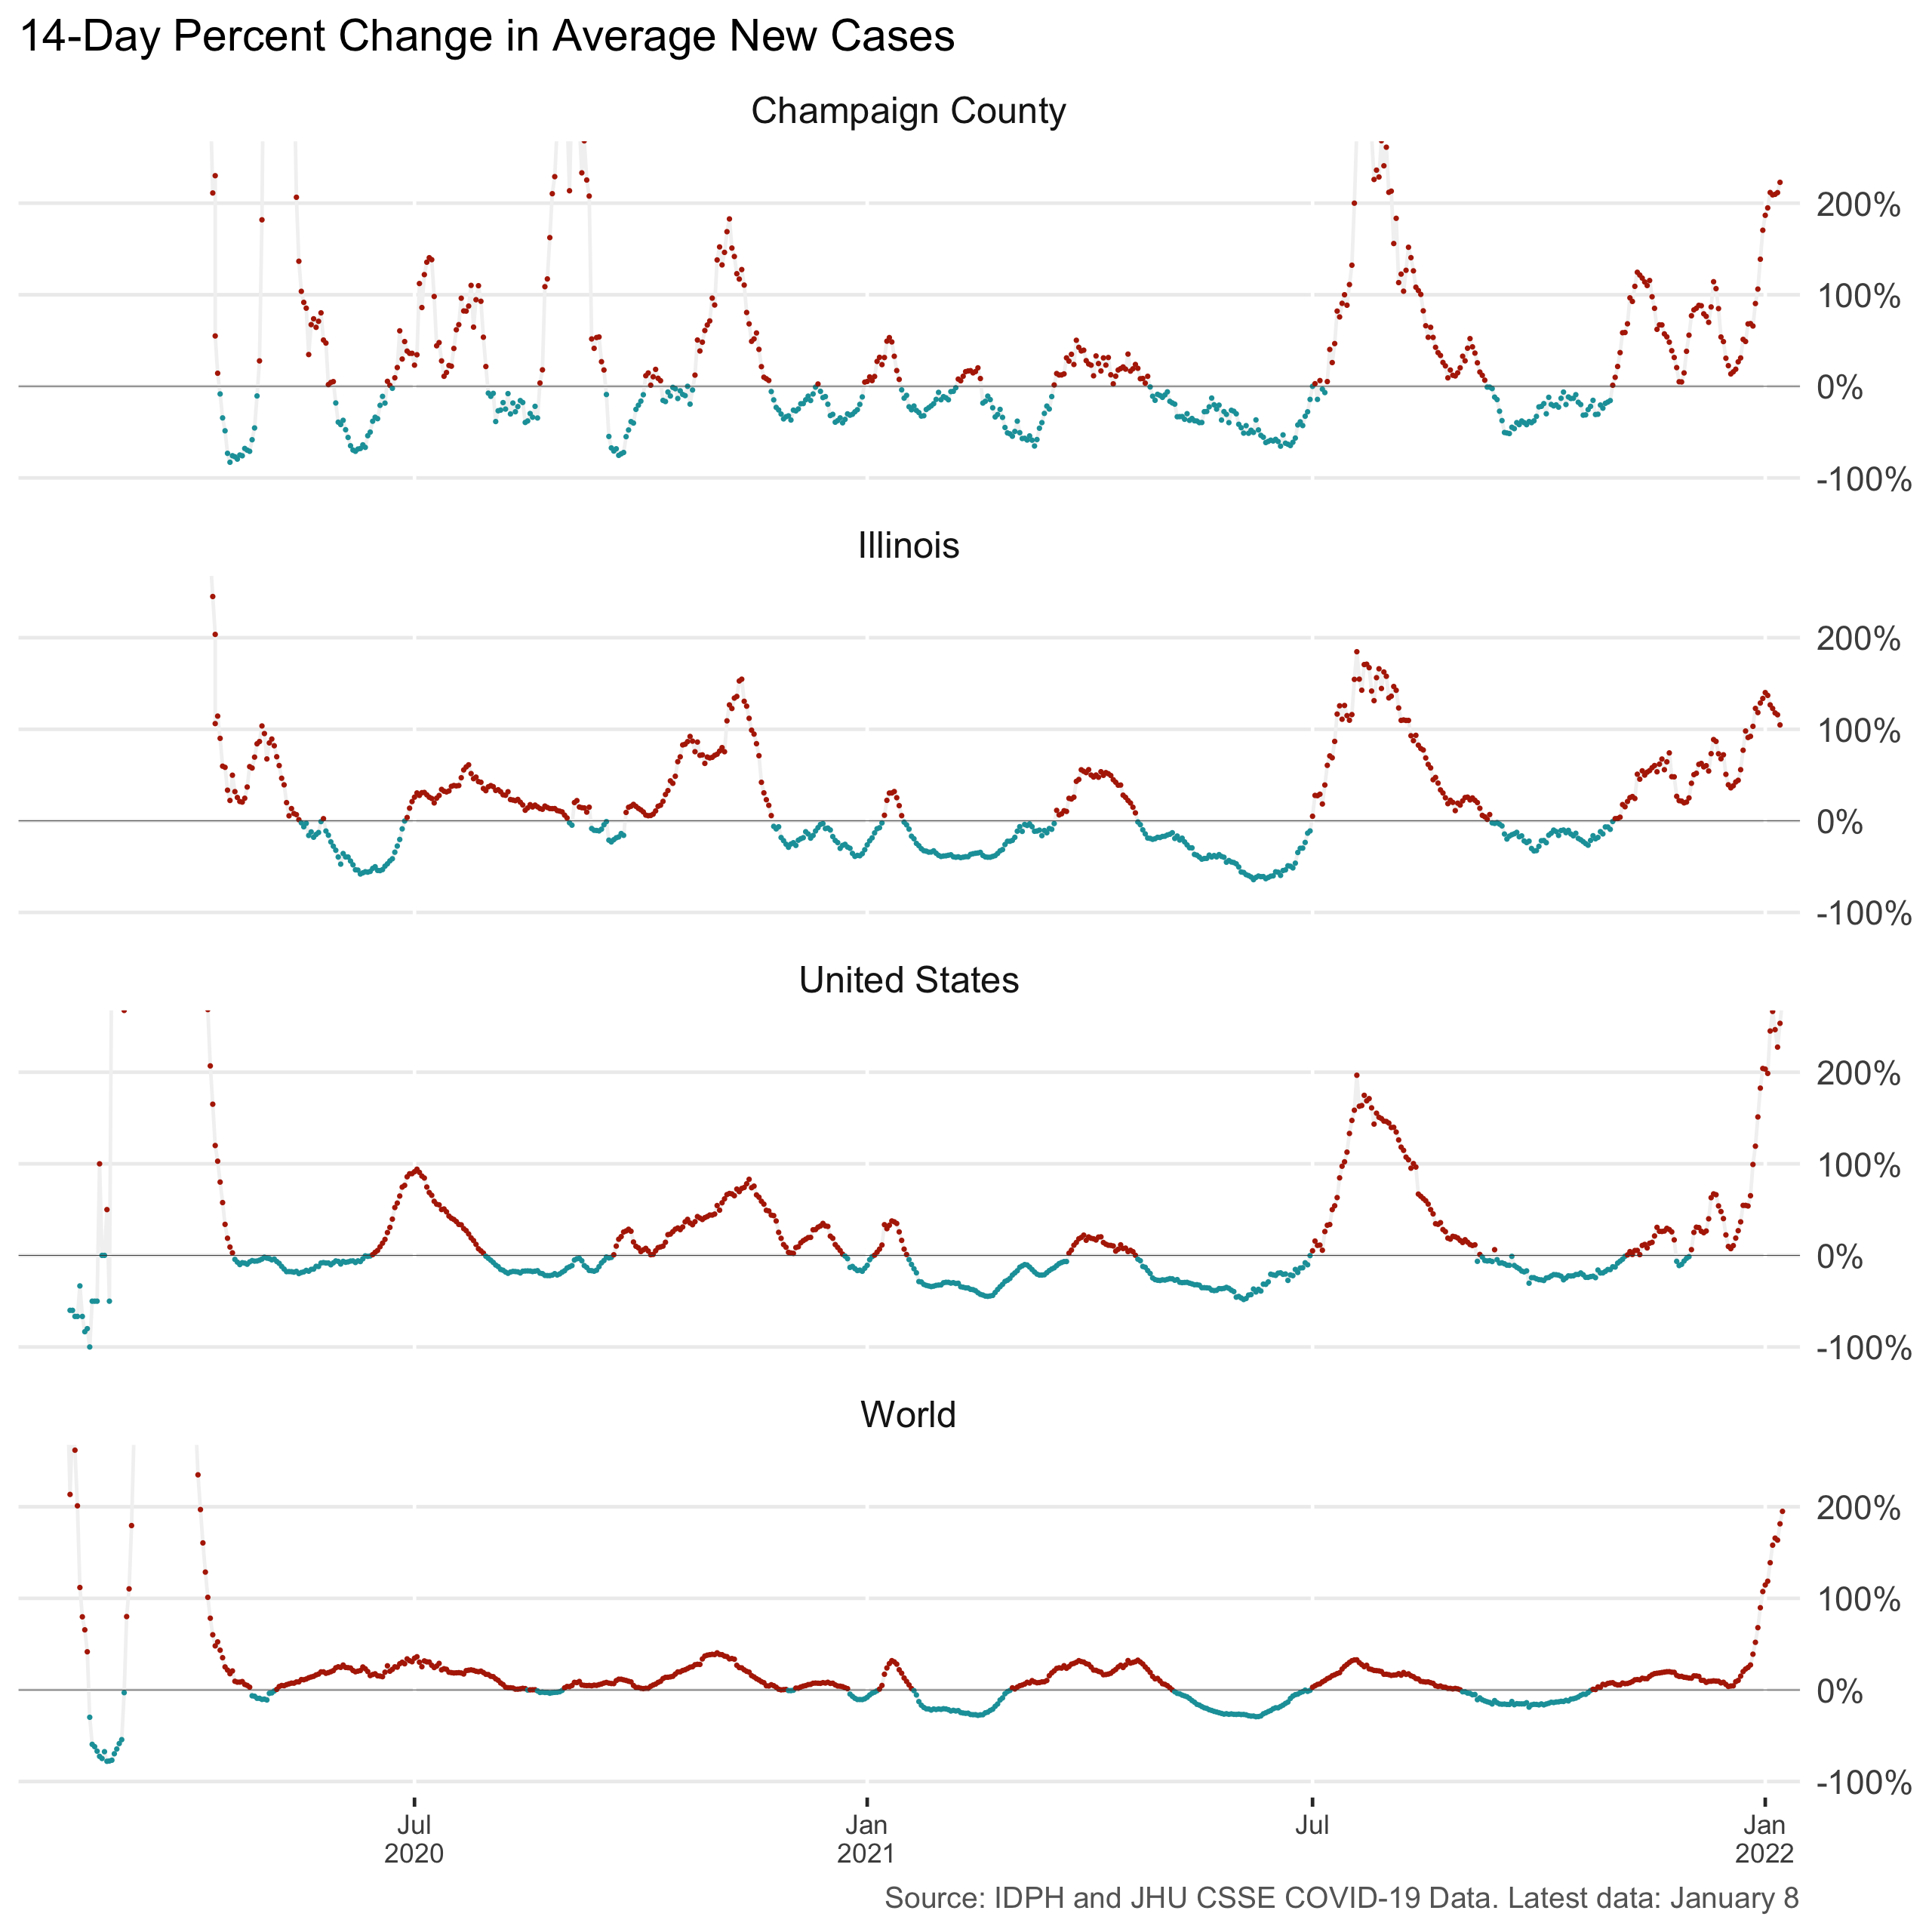 14-Day Percent Change in Average New Cases
Champaign County
200%
100%
0%
-100%
Illinois
200%
100%
0%
-100%
United States
200%
100%
0%
-100%
World
200%
100%
0%
-100%
Jul Jan Jul Jan
2020 2021 2022
Source: IDPH and JHU CSSE COVID-19 Data. Latest data: January 8